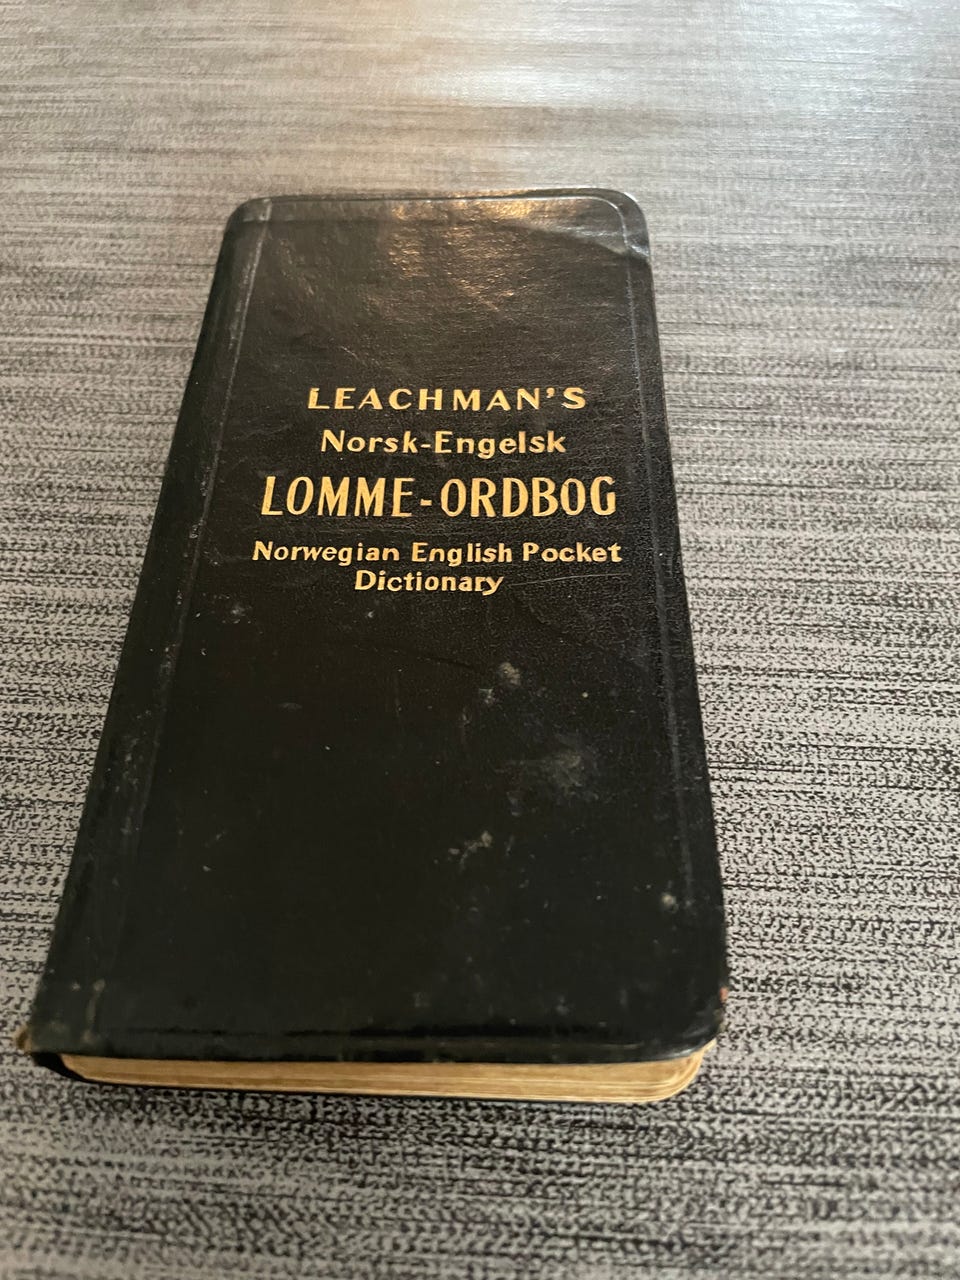 LEACHMAN'S
Norsk-Engelsk
LOMME-ORDBOG
Norwegian English Pocket
Dictionary